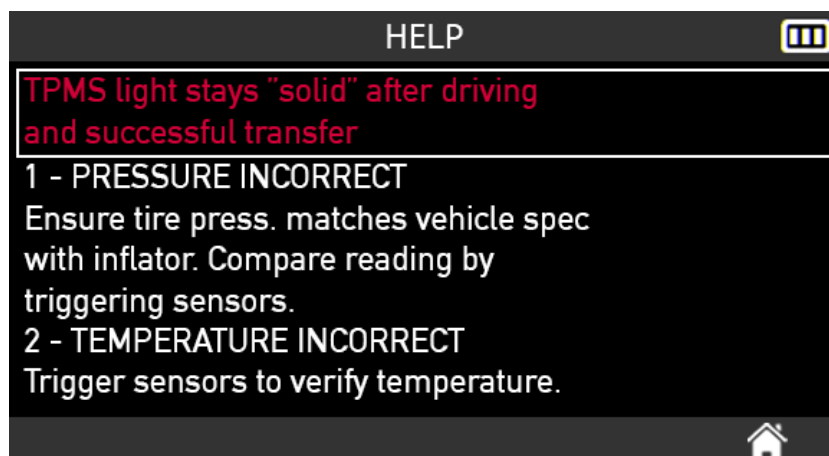 HELP
TPMS light stays "solid" after driving
and successful transfer
1 - PRESSURE INCORRECT
Ensure tire press. matches vehicle spec
with inflator. Compare reading by
triggering sensors.
2 - TEMPERATURE INCORRECT
Trigger sensors to verify temperature.